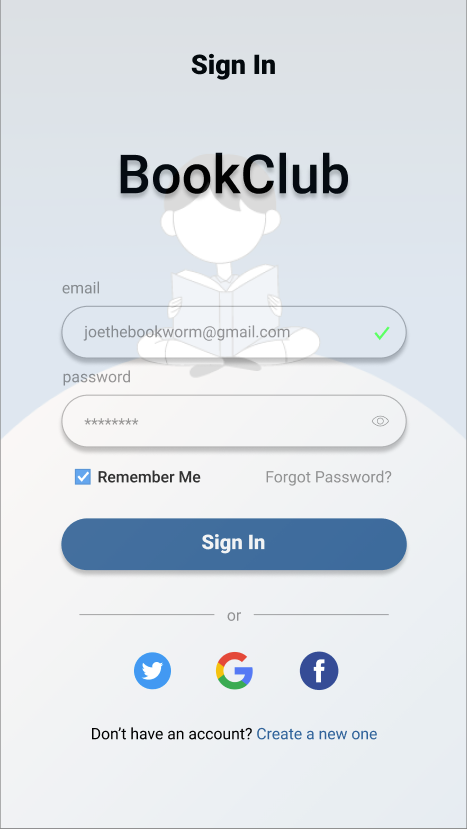 Sign In
BookClub
email
joethebookworm@gmail.com
password
********
Remember Me Forgot Password?
Sign In
or
Don't have an account? Create a new one